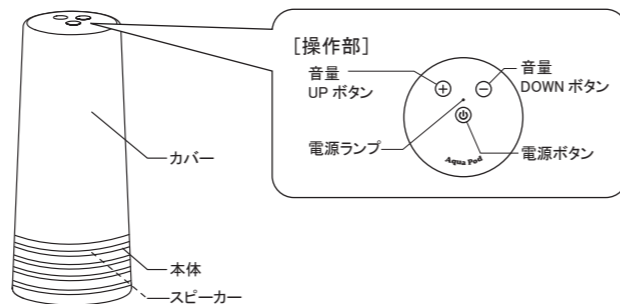 [操作部]
音量
UP ボタン
音量
DOWN ボタン
電源ランプ
電源ボタン
Aqua Pod
カバー
本体
スピーカー